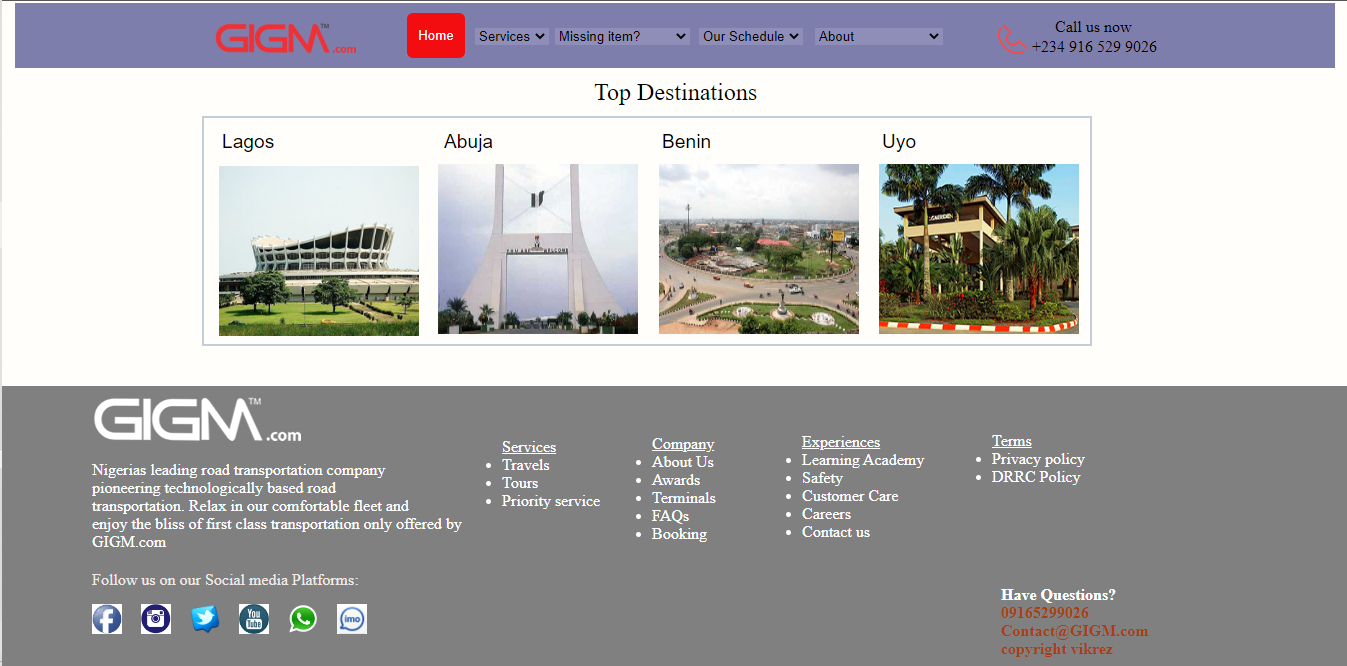 GIGM™.com
Home
Services
Missing item?
Our Schedule
About
Call us now
+234 916 529 9026
Top Destinations
Lagos
Abuja
Benin
Uyo
GIGM™.com
Nigerias leading road transportation company
pioneering technologically based road
transportation. Relax in our comfortable fleet and
enjoy the bliss of first class transportation only offered by
GIGM.com
Follow us on our Social media Platforms:
You
Tube
imo
Services
Travels
Tours
Priority service
Company
About Us
Awards
Terminals
FAQs
Booking
Experiences
Learning Academy
Safety
Customer Care
Careers
Contact us
Terms
Privacy policy
DRRC Policy
Have Questions?
09165299026
Contact@GIGM.com
copyright vikrez